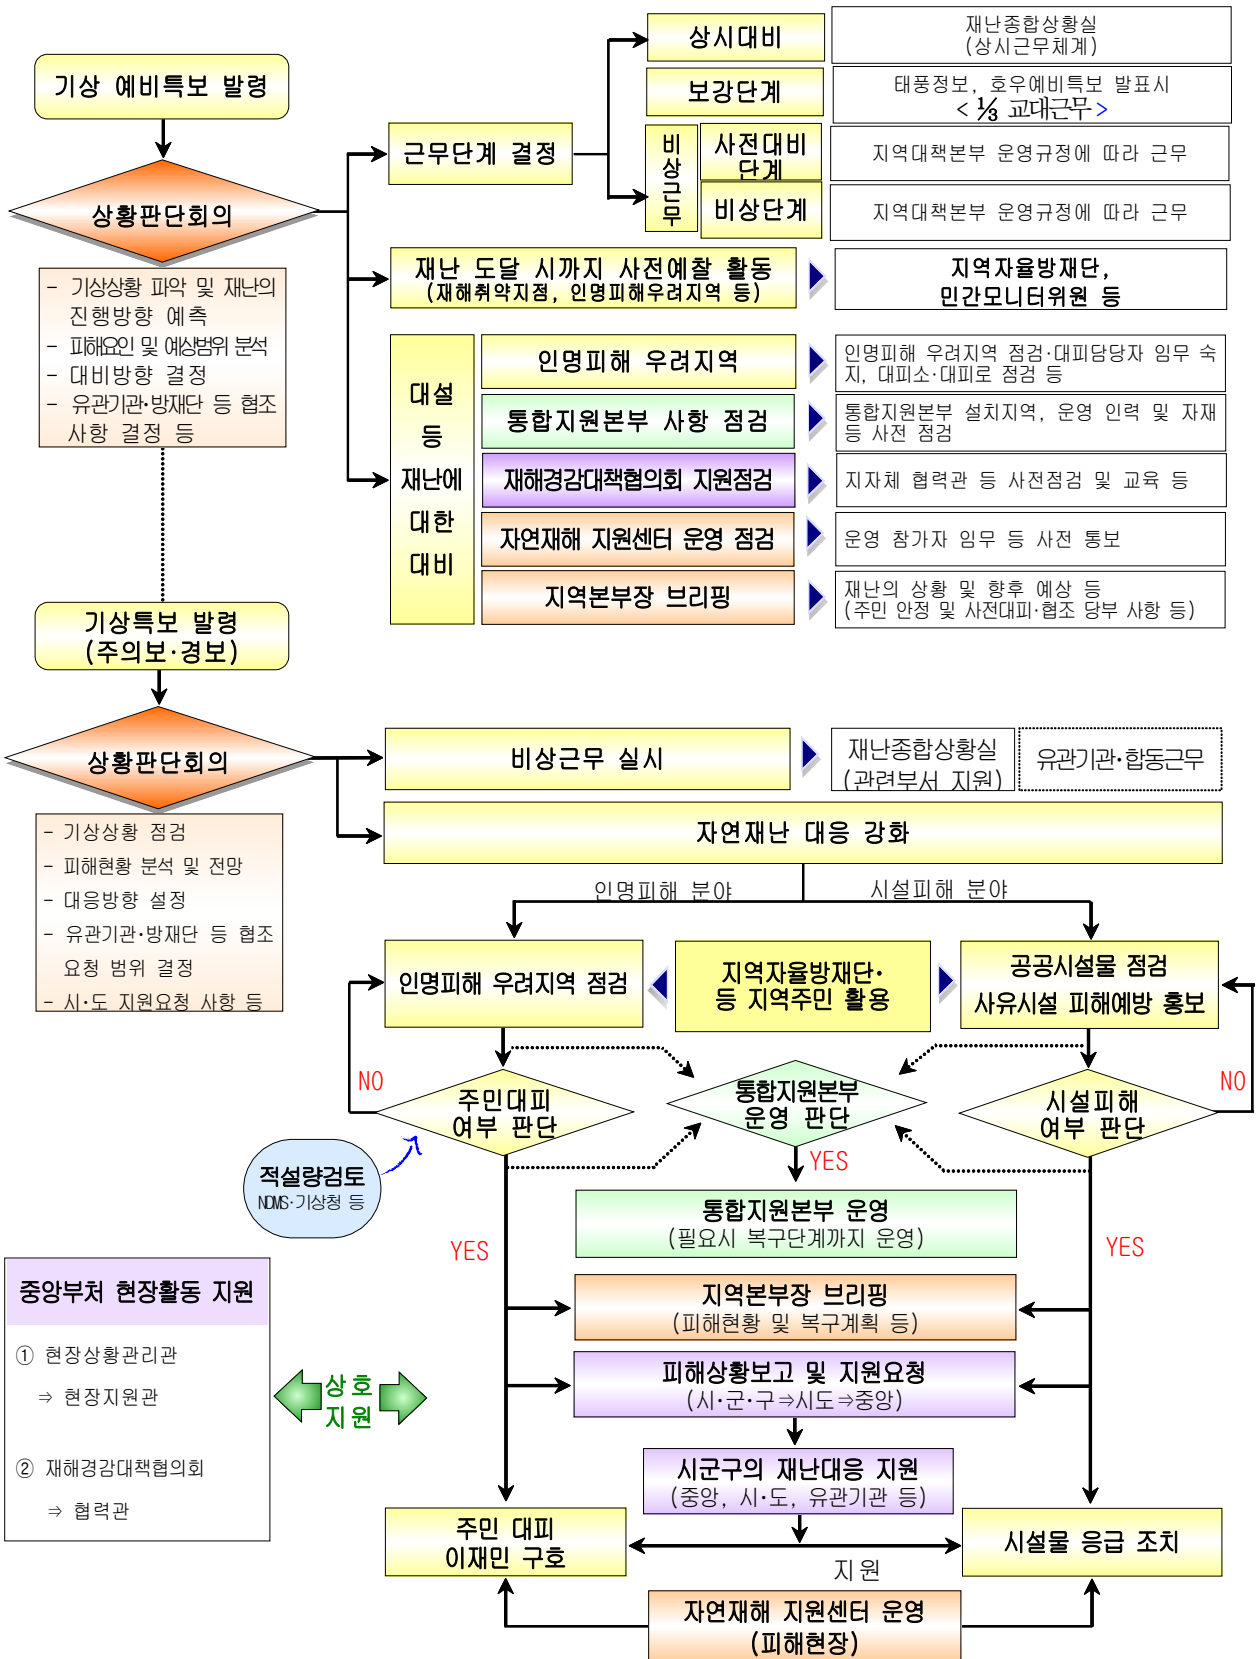 기상 예비특보 발령
상황판단회의
- 기상상황 파악 및 재난의
진행방향 예측
- 피해요인 및 예상범위 분석
- 대비방향 결정
- 유관기관·방재단 등 협조
사항 결정 등
근무단계 결정
상시대비
재난종합상황실
(상시근무체계)
보강단계
태풍정보, 호우예비특보 발표시
< ⅓ 교대근무 >
비
상
근
무
사전대비
단계
지역대책본부 운영규정에 따라 근무
비상단계
지역대책본부 운영규정에 따라 근무
재난 도달 시까지 사전예찰 활동
(재해취약지점, 인명피해우려지역 등)
지역자율방재단,
민간모니터위원 등
대설
등
재난에
대한
대비
인명피해 우려지역
인명피해 우려지역 점검·대피담당자 임무 숙
지, 대피소·대피로 점검 등
통합지원본부 사항 점검
통합지원본부 설치지역, 운영 인력 및 자재
등 사전 점검
재해경감대책협의회 지원점검
지자체 협력관 등 사전점검 및 교육 등
자연재해 지원센터 운영 점검
운영 참가자 임무 등 사전 통보
지역본부장 브리핑
재난의 상황 및 향후 예상 등
(주민 안정 및 사전대피·협조 당부 사항 등)
기상특보 발령
(주의보·경보)
상황판단회의
- 기상상황 점검
- 피해현황 분석 및 전망
- 대응방향 설정
- 유관기관·방재단 등 협조
요청 범위 결정
- 시·도 지원요청 사항 등
비상근무 실시
재난종합상황실
(관련부서 지원)
유관기관·합동근무
자연재난 대응 강화
인명피해 분야
시설피해 분야
인명피해 우려지역 점검
지역자율방재단·
등 지역주민 활용
공공시설물 점검
사유시설 피해예방 홍보
NO
주민대피
여부 판단
통합지원본부
운영 판단
시설피해
여부 판단
NO
적설량검토
NDMS·기상청 등
YES
통합지원본부 운영
(필요시 복구단계까지 운영)
YES
YES
지역본부장 브리핑
(피해현황 및 복구계획 등)
피해상황보고 및 지원요청
(시·군·구⇒시도⇒중앙)
시군구의 재난대응 지원
(중앙, 시·도, 유관기관 등)
중앙부처 현장활동 지원
① 현장상황관리관
⇒ 현장지원관
② 재해경감대책협의회
⇒ 협력관
상호
지원
주민 대피
이재민 구호
지원
시설물 응급 조치
자연재해 지원센터 운영
(피해현장)